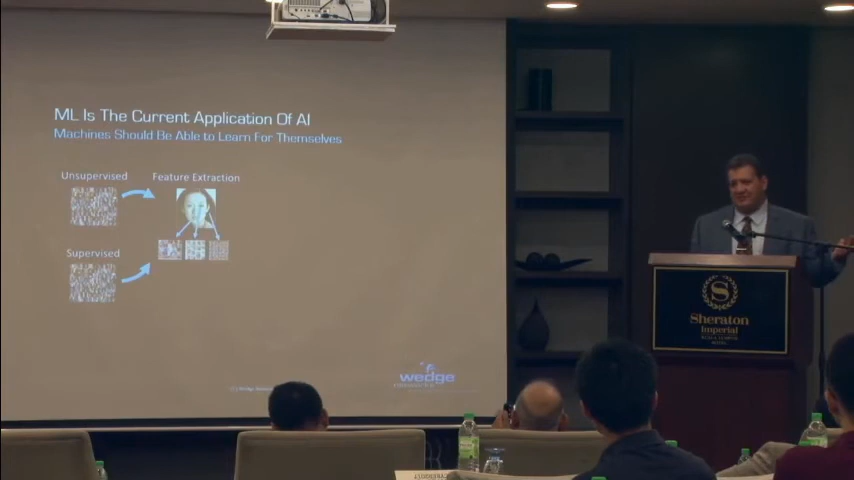 ML Is The Current Application Of AI
Machines Should Be Able to Learn For Themselves
Unsupervised
Feature Extraction
Supervised
wedge
Sheraton
Imperial